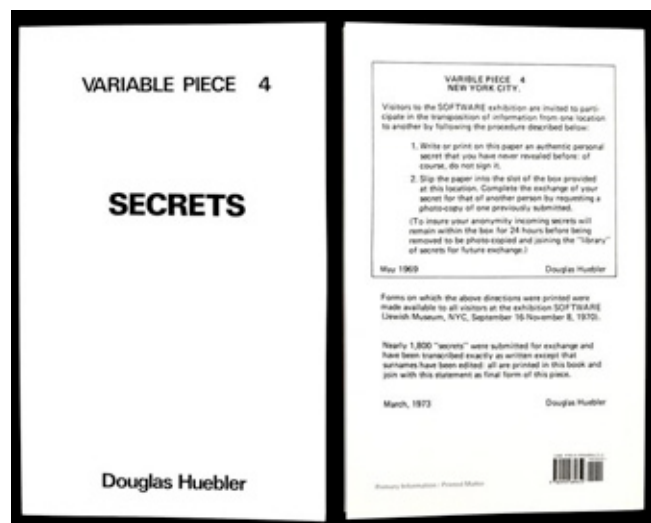 VARIABLE PIECE 4
SECRETS
Douglas Huebler
VARIBLE PIECE 4
NEW YORK CITY.
Visitors to the SOFTWARE exhibition are invited to parti-
cipate in the transposition of information from one location
to another by following the procedure described below:
1. Write or print on this paper an authentic personal
secret that you have never revealed before: of
course, do not sign it.
2. Slip the paper into the slot of the box provided
at this location. Complete the exchange of your
secret for that of another person by requesting a
photo-copy of one previously submitted.
(To insure your anonymity incoming secrets will
remain within the box for 24 hours before being
removed to be photo-copied and joining the "library"
of secrets for future exchange.)
May 1969 Douglas Huebler
Forms on which the above directions were printed were
made available to all visitors at the exhibition SOFTWARE
(Jewish Museum, NYC, September 16-November 8, 1970).
Nearly 1,800 "secrets" were submitted for exchange and
have been transcribed exactly as written except that
surnames have been edited: all are printed in this book and
join with this statement as final form of this piece.
March, 1973 Douglas Huebler
Primary Information / Printed Matter